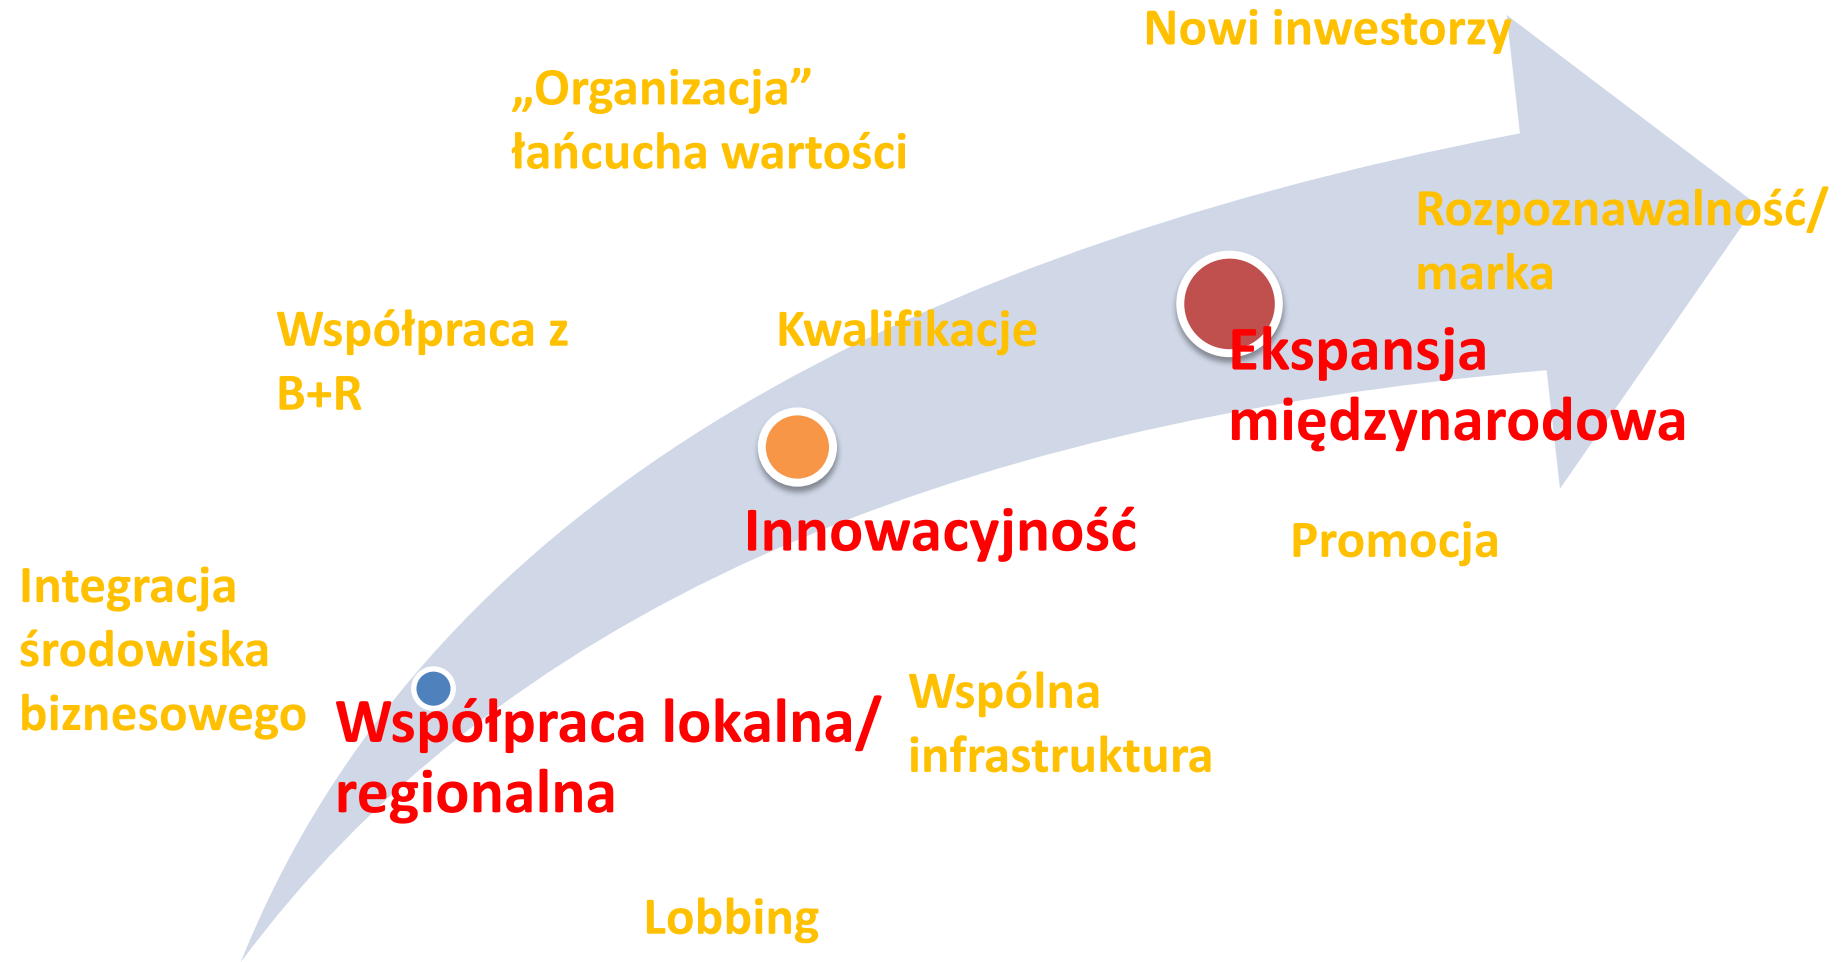 Nowi inwestorzy
„Organizacja”
łańcucha wartości
Rozpoznawalność/
marka
Współpraca z
B+R
Kwalifikacje
Ekspansja
międzynarodowa
Innowacyjność
Promocja
Integracja
środowiska
biznesowego
Współpraca lokalna/
regionalna
Wspólna
infrastruktura
Lobbing